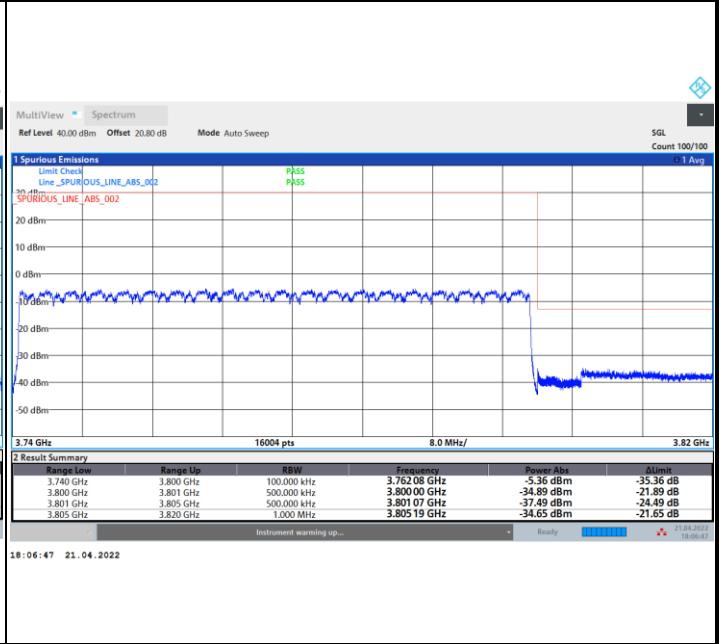 MultiView Spectrum
Ref Level 40.00 dBm Offset 20.80 dB Mode Auto Sweep SGL
Count 100/100
1 Spurious Emissions 1 Avg
Limit Check PASS
Line _SPURIOUS_LINE_ABS_002 PASS
30 dBm
_SPURIOUS_LINE_ABS_002
20 dBm
10 dBm
0 dBm
-10 dBm
-20 dBm
-30 dBm
-40 dBm
-50 dBm
3.74 GHz 16004 pts 8.0 MHz/ 3.82 GHz
2 Result Summary
Range Low Range Up RBW Frequency Power Abs ΔLimit
3.740 GHz 3.800 GHz 100.000 kHz 3.762 08 GHz -5.36 dBm -35.36 dB
3.800 GHz 3.801 GHz 500.000 kHz 3.800 00 GHz -34.89 dBm -21.89 dB
3.801 GHz 3.805 GHz 500.000 kHz 3.801 07 GHz -37.49 dBm -24.49 dB
3.805 GHz 3.820 GHz 1.000 MHz 3.805 19 GHz -34.65 dBm -21.65 dB
Instrument warming up... Ready 21.04.2022
18:06:47
18:06:47 21.04.2022